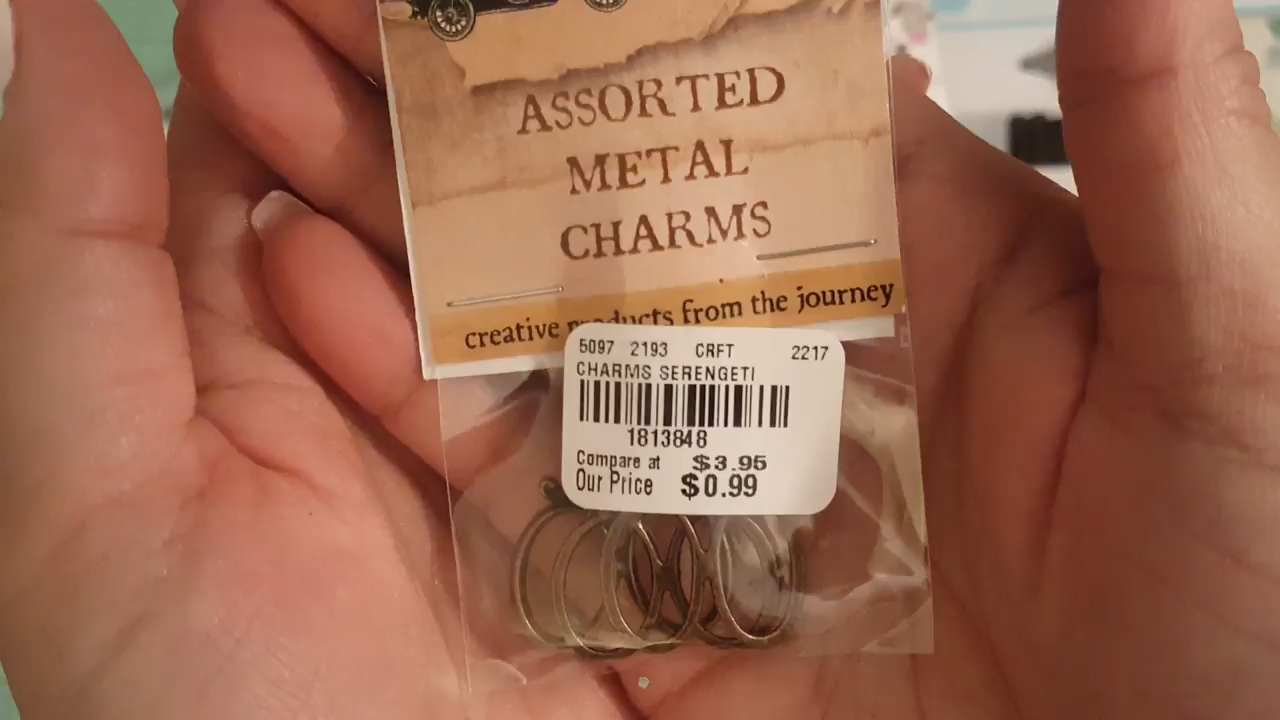 ASSORTED
METAL
CHARMS
creative products from the journey
5097 2193 CRFT 2217
CHARMS SERENGETI
1813848
Compare at $3.95
Our Price $0.99